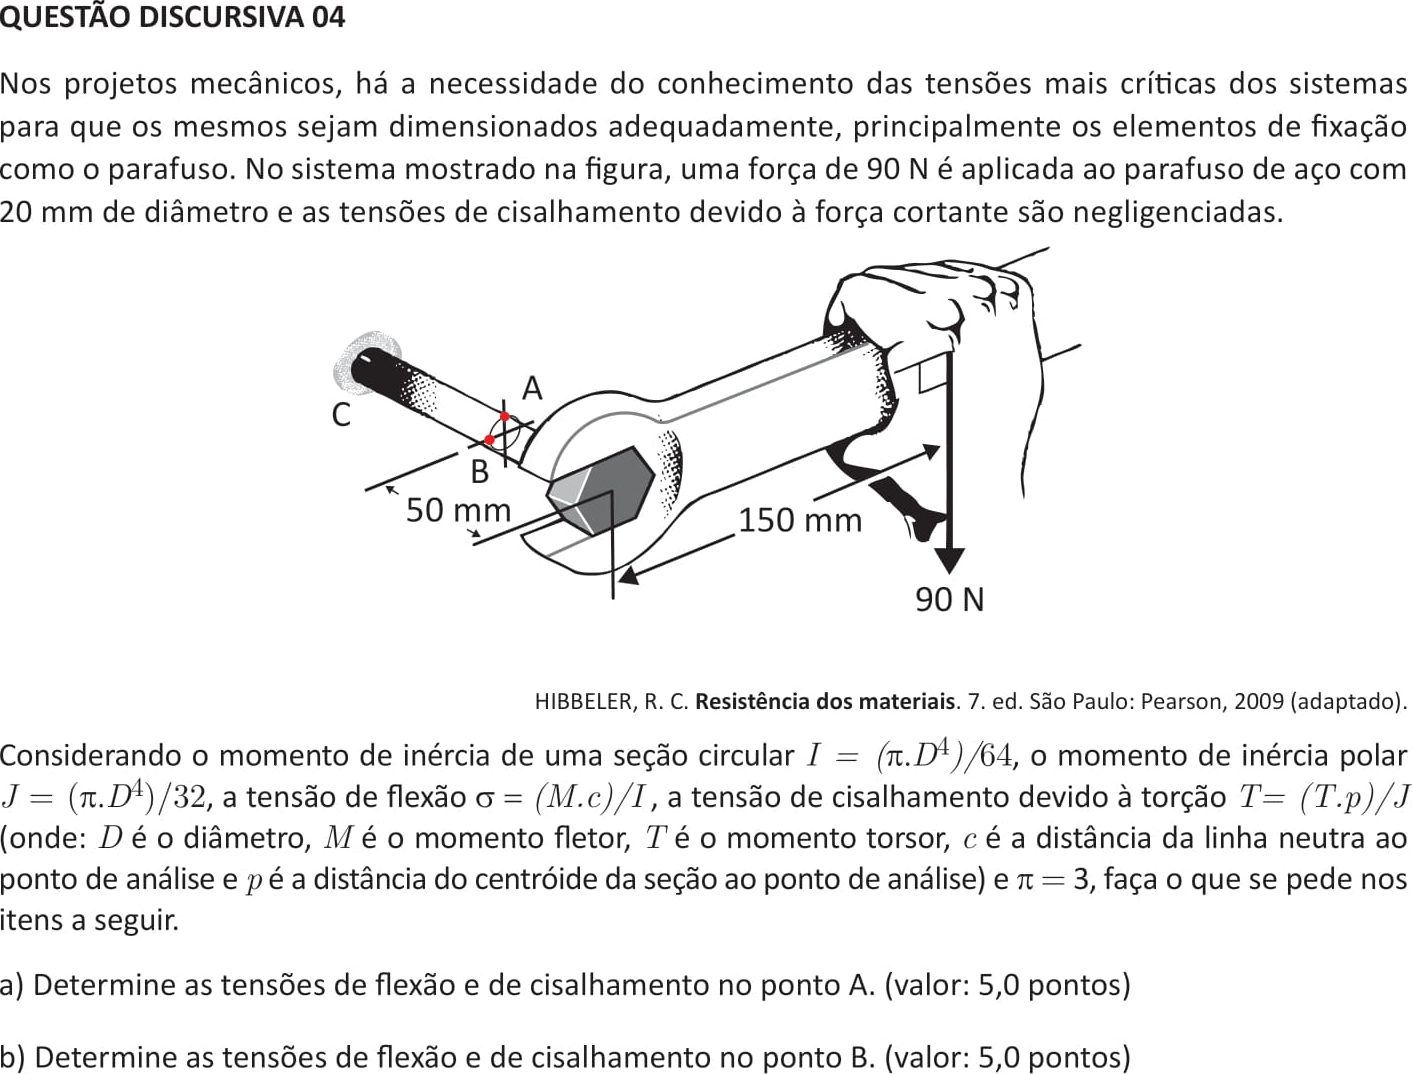 QUESTÃO DISCURSIVA 04
Nos projetos mecânicos, há a necessidade do conhecimento das tensões mais críticas dos sistemas
para que os mesmos sejam dimensionados adequadamente, principalmente os elementos de fixação
como o parafuso. No sistema mostrado na figura, uma força de 90 N é aplicada ao parafuso de aço com
20 mm de diâmetro e as tensões de cisalhamento devido à força cortante são negligenciadas.
A
C
B
50 mm
150 mm
90 N
HIBBELER, R. C. Resistência dos materiais. 7. ed. São Paulo: Pearson, 2009 (adaptado).
Considerando o momento de inércia de uma seção circular I = (π.D⁴)/64, o momento de inércia polar
J = (π.D⁴)/32, a tensão de flexão σ = (M.c)/I, a tensão de cisalhamento devido à torção T= (T.p)/J
(onde: D é o diâmetro, M é o momento fletor, T é o momento torsor, c é a distância da linha neutra ao
ponto de análise e p é a distância do centróide da seção ao ponto de análise) e π = 3, faça o que se pede nos
itens a seguir.
a) Determine as tensões de flexão e de cisalhamento no ponto A. (valor: 5,0 pontos)
b) Determine as tensões de flexão e de cisalhamento no ponto B. (valor: 5,0 pontos)